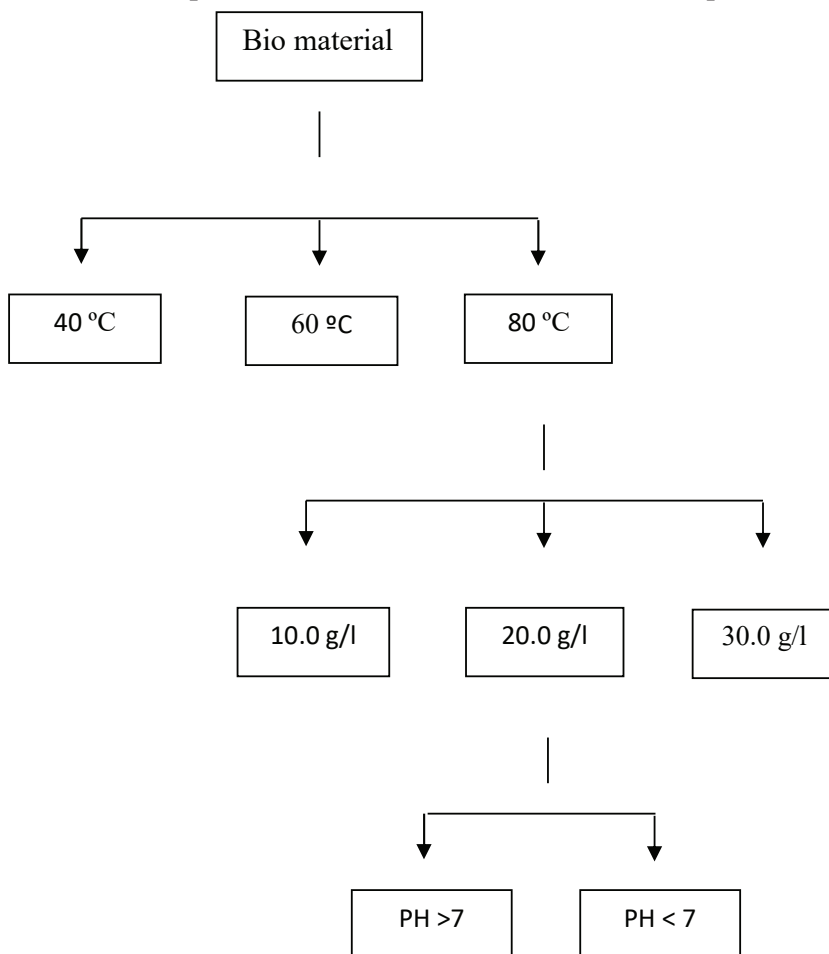 Bio material
40 ºC
60 ºC
80 ºC
10.0 g/l
20.0 g/l
30.0 g/l
PH >7
PH < 7